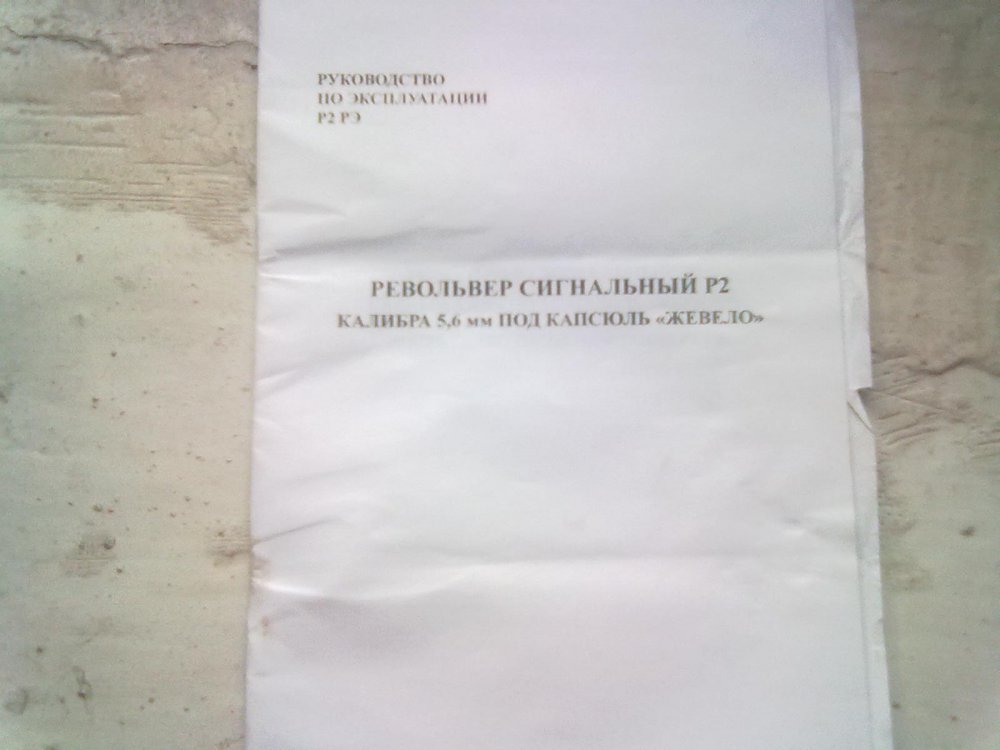 РУКОВОДСТВО
ПО ЭКСПЛУАТАЦИИ
Р2 РЭ
РЕВОЛЬВЕР СИГНАЛЬНЫЙ Р2
КАЛИБРА 5,6 мм ПОД КАПСЮЛЬ «ЖЕВЕЛО»